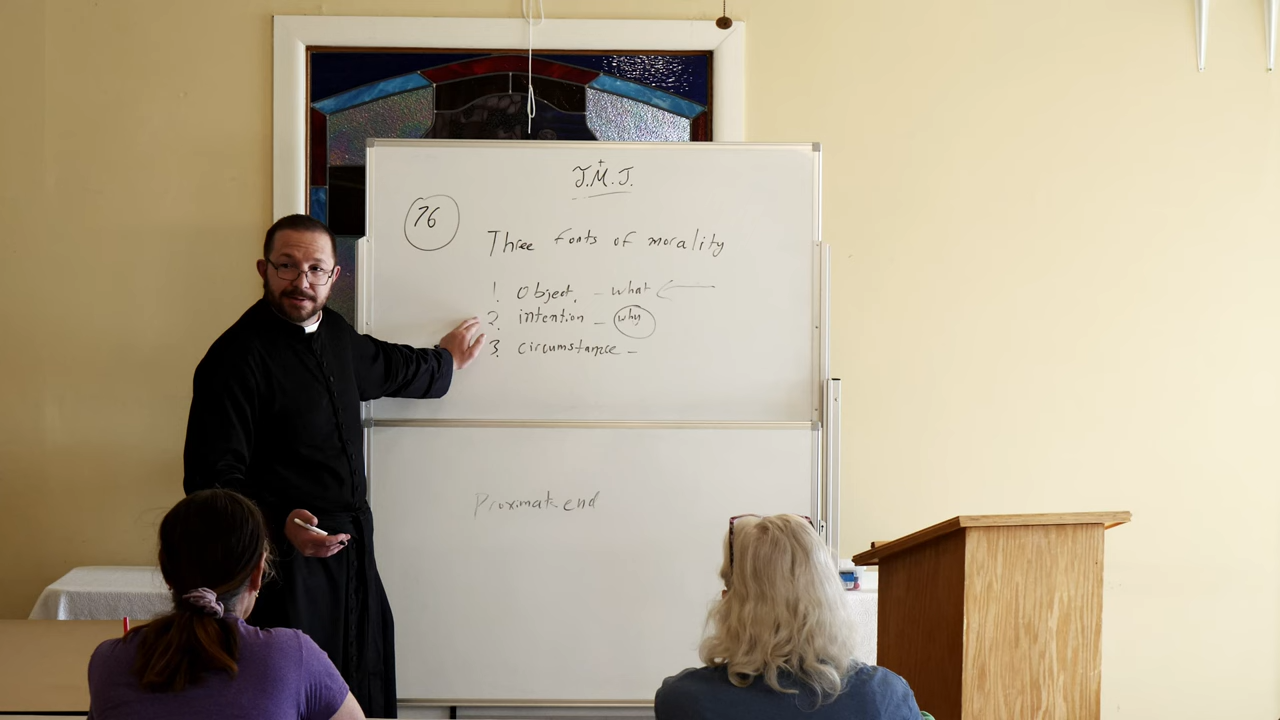 J.M.J.
76
Three fonts of morality
1. Object. - what
2. intention - why
3. circumstance -
Proximate end